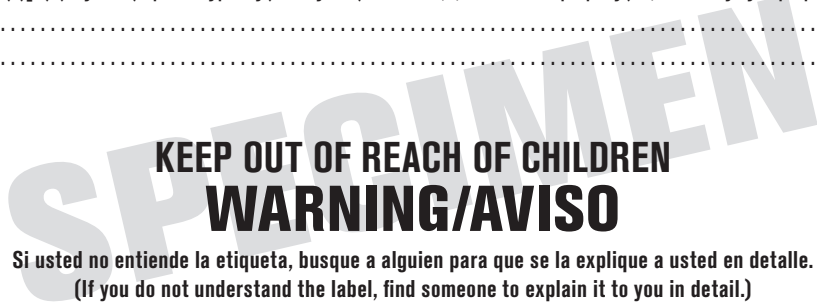 KEEP OUT OF REACH OF CHILDREN
WARNING/AVISO
Si usted no entiende la etiqueta, busque a alguien para que se la explique a usted en detalle.
(If you do not understand the label, find someone to explain it to you in detail.)
SPECIMEN